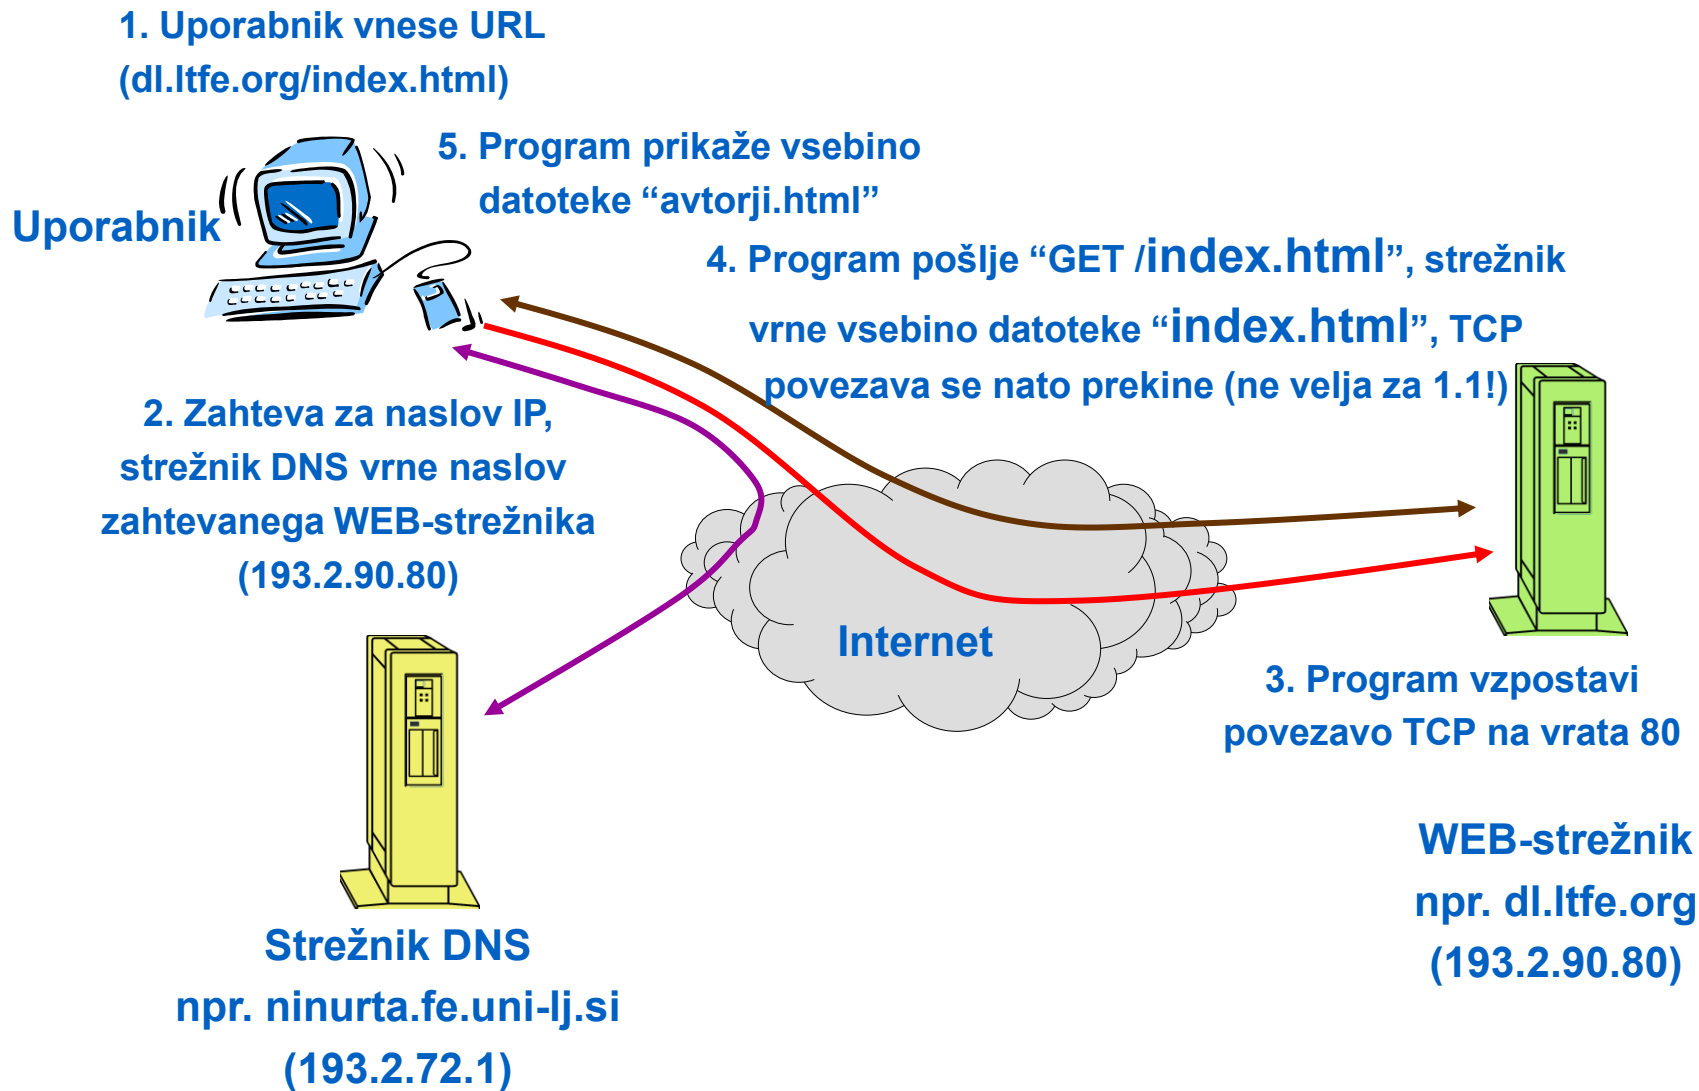 1. Uporabnik vnese URL
(dl.ltfe.org/index.html)
5. Program prikaže vsebino
datoteke “avtorji.html”
Uporabnik
4. Program pošlje “GET /index.html”, strežnik
vrne vsebino datoteke “index.html”, TCP
povezava se nato prekine (ne velja za 1.1!)
2. Zahteva za naslov IP,
strežnik DNS vrne naslov
zahtevanega WEB-strežnika
(193.2.90.80)
Internet
3. Program vzpostavi
povezavo TCP na vrata 80
WEB-strežnik
npr. dl.ltfe.org
(193.2.90.80)
Strežnik DNS
npr. ninurta.fe.uni-lj.si
(193.2.72.1)